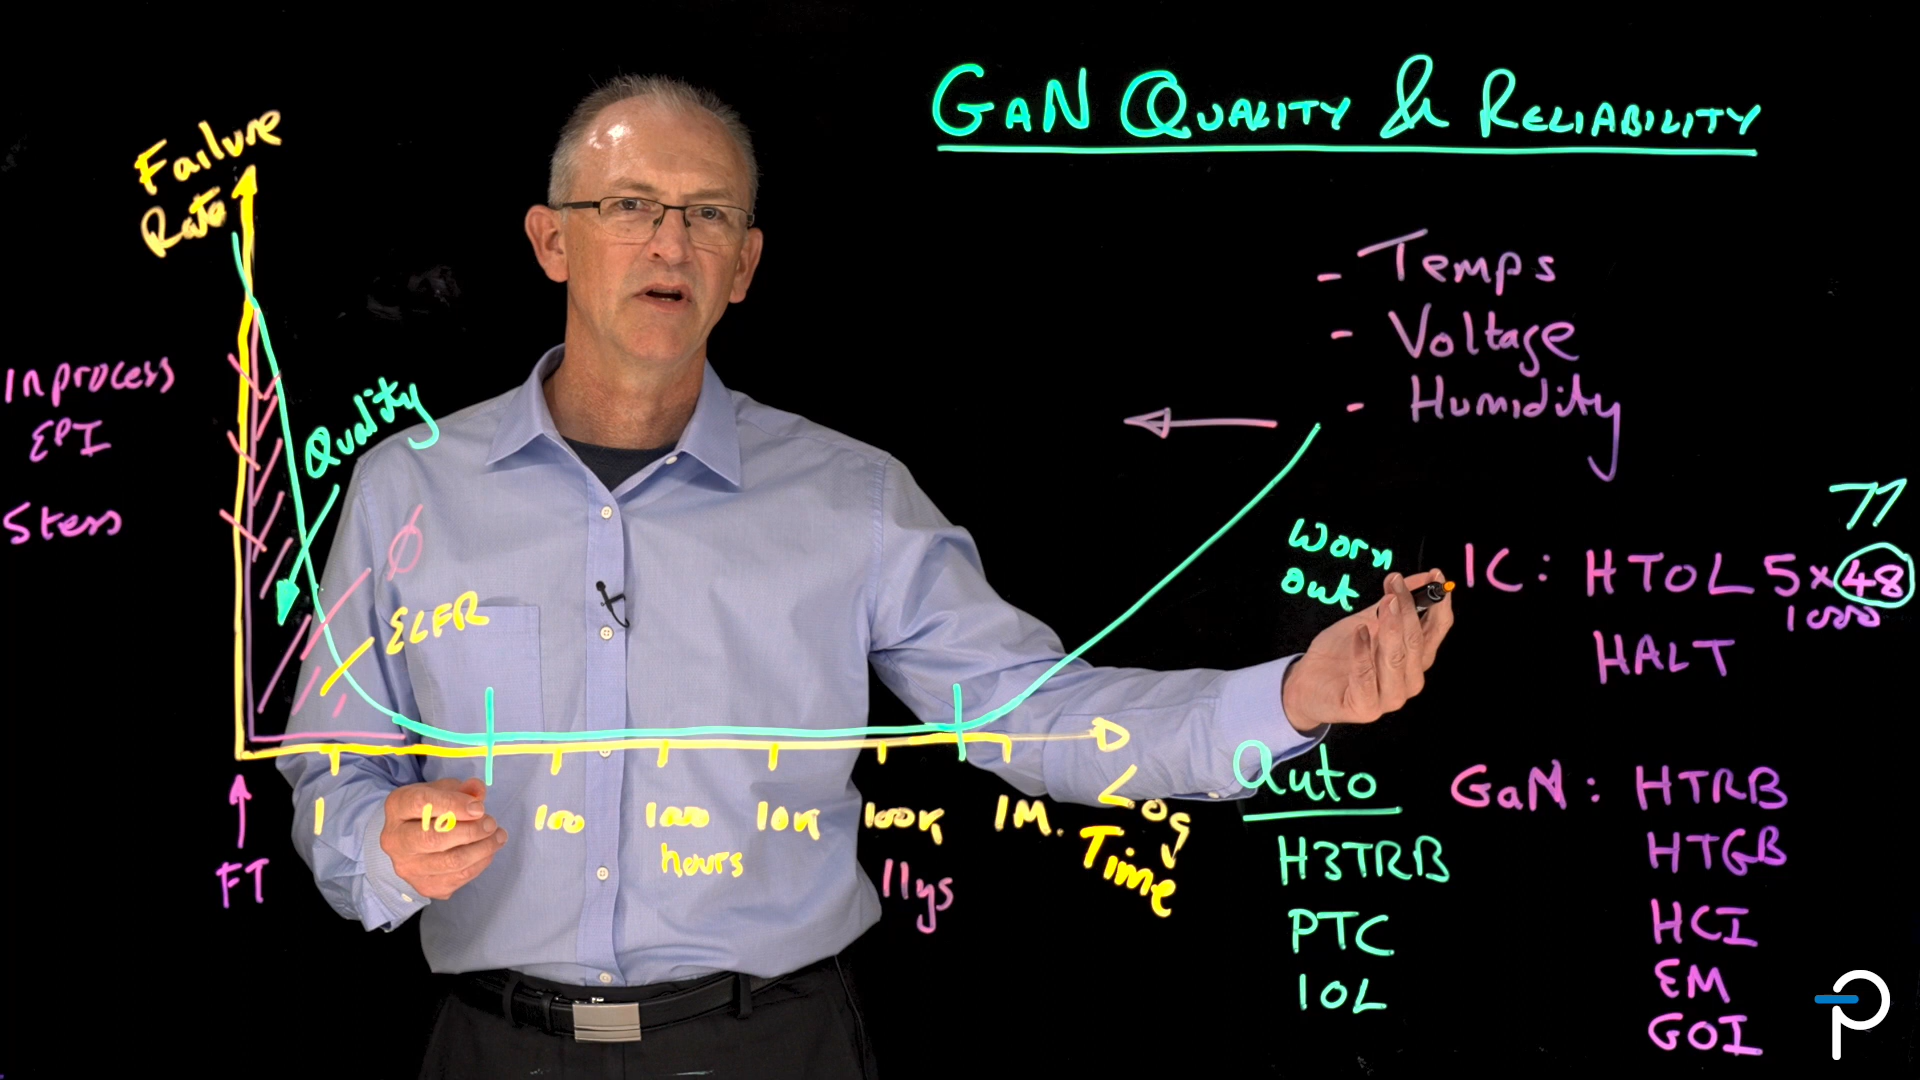 GaN QUALITY & RELIABILITY
Failure
Rate
- Temps
- Voltage
- Humidity
Inprocess
EPI
Stess
Quality
Ø
ELFR
Worn
out
77
IC: HTOL 5x48
1000
HALT
1 10 100 1000 10K 100K 1M.
hours
11ys
Log
Time
FT
Auto
H3TRB
PTC
IOL
GaN: HTRB
HTGB
HCI
EM
GOI